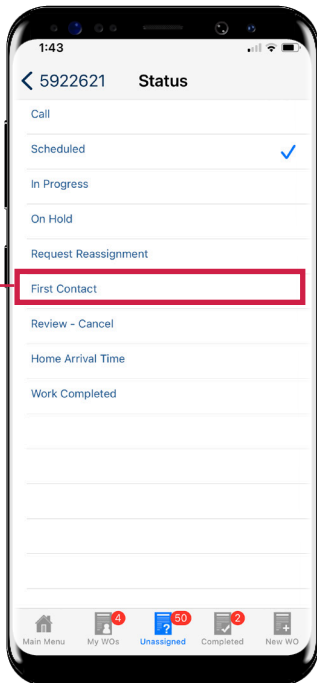 1:43
5922621 Status
Call
Scheduled
In Progress
On Hold
Request Reassignment
First Contact
Review - Cancel
Home Arrival Time
Work Completed
4 50 2
Main Menu My WOs Unassigned Completed New WO